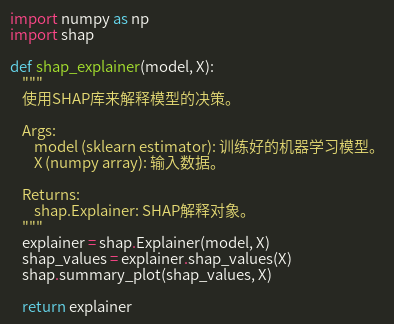 import numpy as np
import shap

def shap_explainer(model, X):
    """
    使用SHAP库来解释模型的决策。

    Args:
        model (sklearn estimator): 训练好的机器学习模型。
        X (numpy array): 输入数据。

    Returns:
        shap.Explainer: SHAP解释对象。
    """
    explainer = shap.Explainer(model, X)
    shap_values = explainer.shap_values(X)
    shap.summary_plot(shap_values, X)

    return explainer